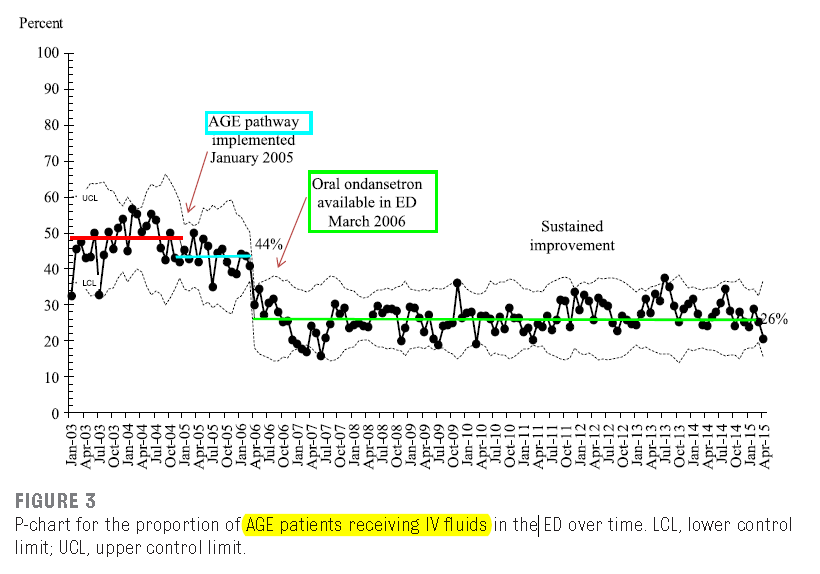 Percent
100
90
80
70
60
50
40
30
20
10
0
UCL
LCL
AGE pathway
implemented
January 2005
Oral ondansetron
available in ED
March 2006
44%
Sustained
improvement
26%
Jan-03
Apr-03
Jul-03
Oct-03
Jan-04
Apr-04
Jul-04
Oct-04
Jan-05
Apr-05
Jul-05
Oct-05
Jan-06
Apr-06
Jul-06
Oct-06
Jan-07
Apr-07
Jul-07
Oct-07
Jan-08
Apr-08
Jul-08
Oct-08
Jan-09
Apr-09
Jul-09
Oct-09
Jan-10
Apr-10
Jul-10
Oct-10
Jan-11
Apr-11
Jul-11
Oct-11
Jan-12
Apr-12
Jul-12
Oct-12
Jan-13
Apr-13
Jul-13
Oct-13
Jan-14
Apr-14
Jul-14
Oct-14
Jan-15
Apr-15
FIGURE 3
P-chart for the proportion of AGE patients receiving IV fluids in the ED over time. LCL, lower control
limit; UCL, upper control limit.